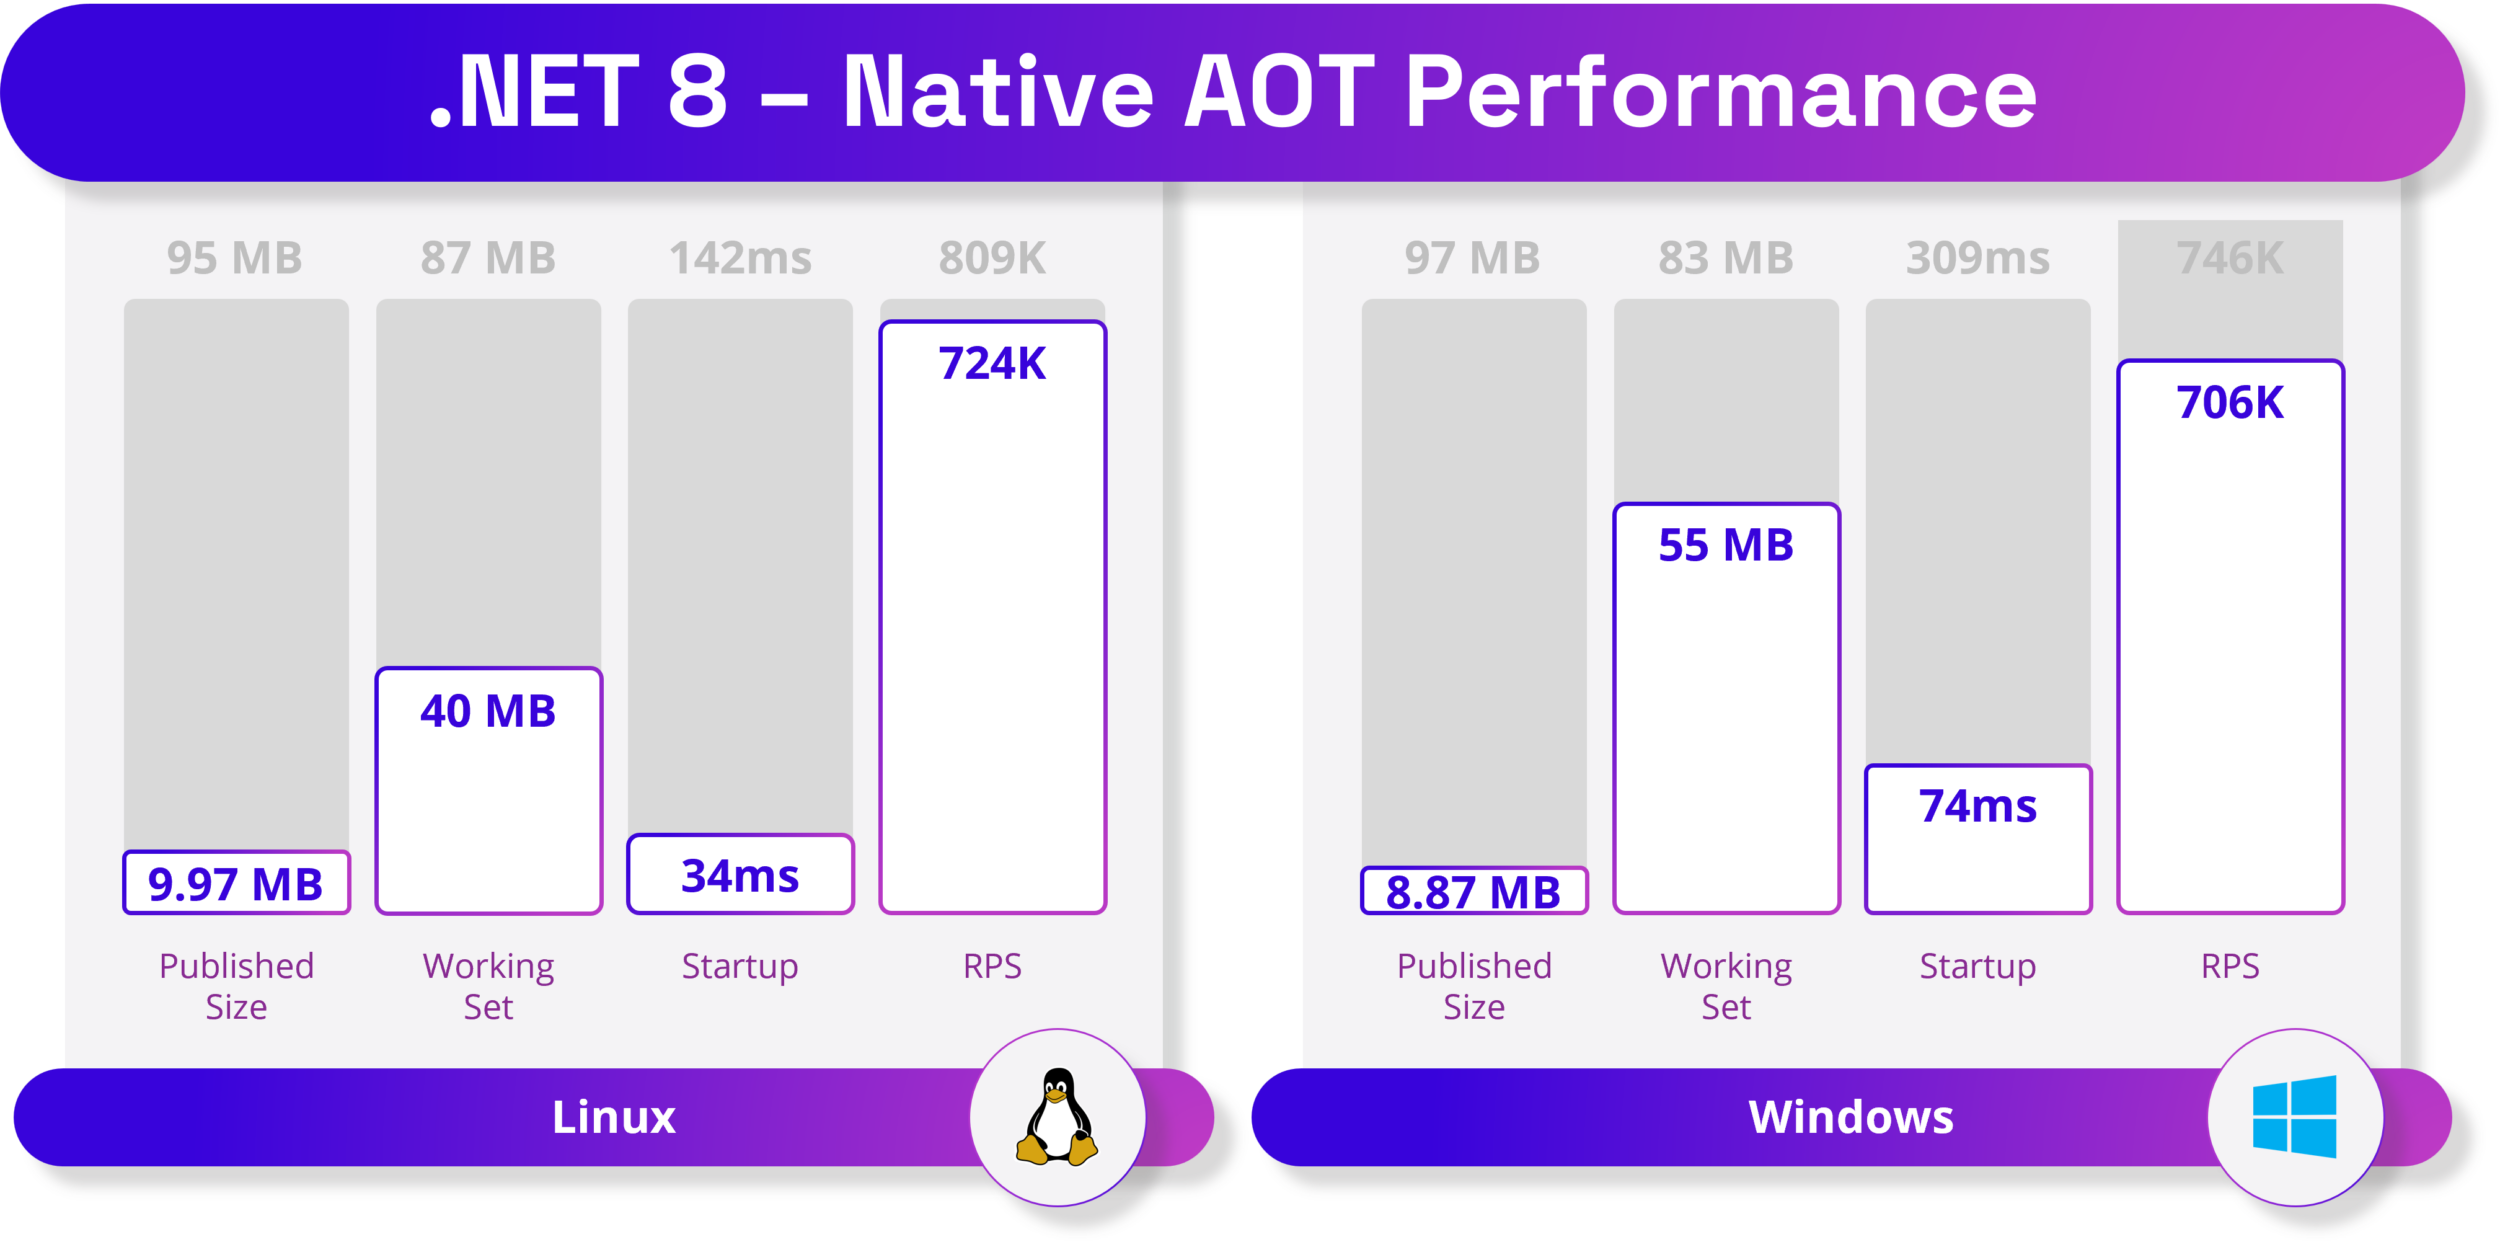 .NET 8 – Native AOT Performance
95 MB
87 MB
142ms
809K
9.97 MB
40 MB
34ms
724K
Published
Size
Working
Set
Startup
RPS
Linux
97 MB
83 MB
309ms
746K
8.87 MB
55 MB
74ms
706K
Published
Size
Working
Set
Startup
RPS
Windows